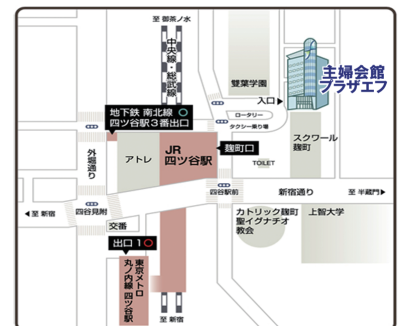 至 御茶ノ水
中央線・総武線
雙葉学園
主婦会館
プラザエフ
入口
ロータリー
タクシー乗り場
地下鉄 南北線
四ツ谷駅3番出口
外堀通り
アトレ
JR
四ツ谷駅
麹町口
スクワール
麹町
TOILET
四谷駅前
新宿通り
至 半蔵門
至 新宿
四谷見附
交番
カトリック麹町
聖イグナチオ
教会
上智大学
出口 1
東京メトロ
丸ノ内線 四ツ谷駅
至 新宿